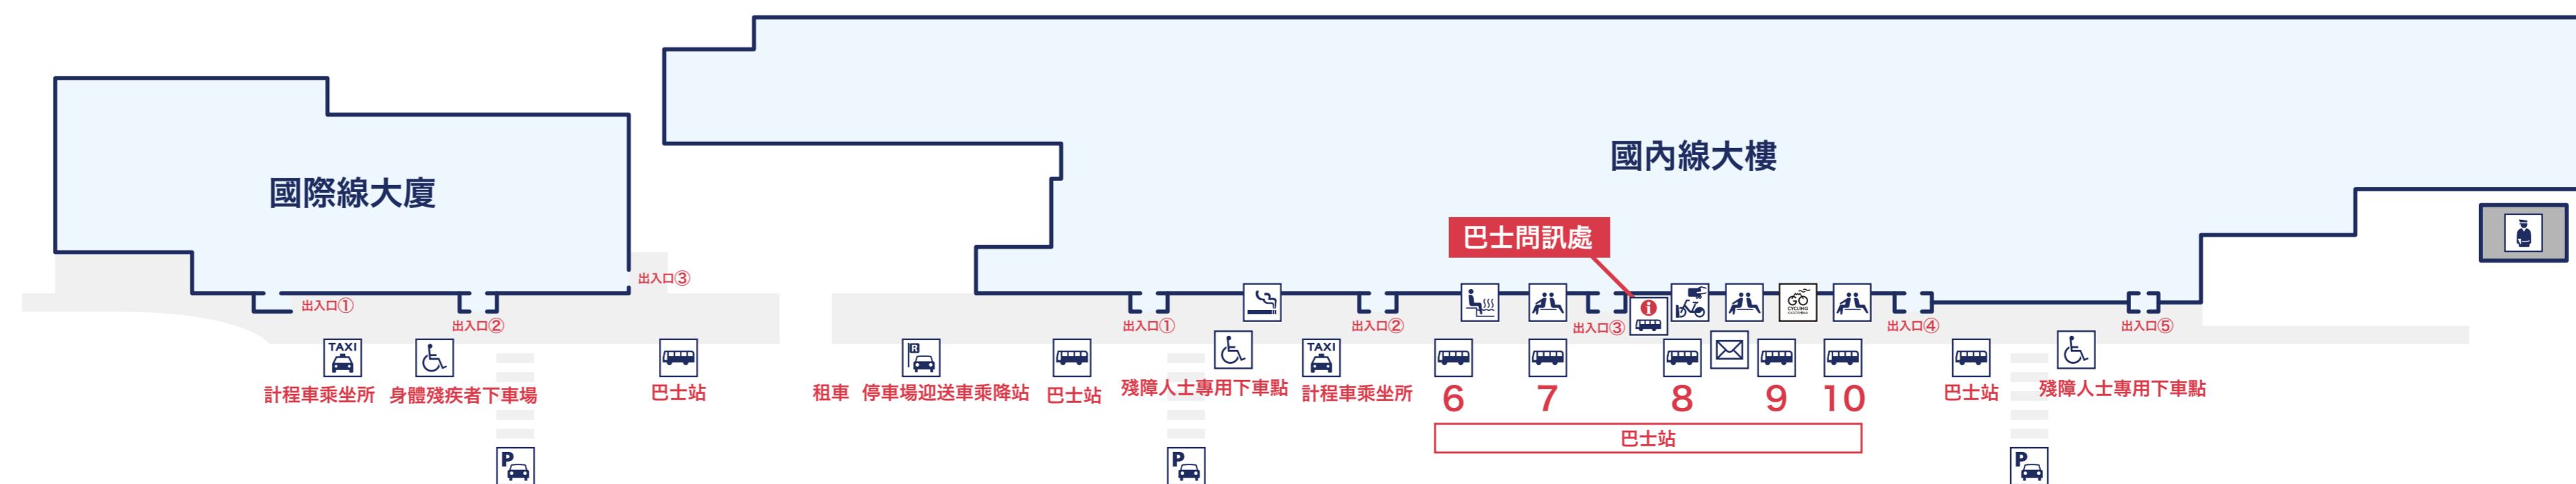 國際線大廈
國內線大樓
巴士問訊處
出入口③
出入口①
出入口②
出入口①
出入口②
出入口③
出入口④
出入口⑤
TAXI
計程車乘坐所
身體殘疾者下車場
巴士站
R
租車 停車場迎送車乘降站
巴士站
殘障人士專用下車點
TAXI
計程車乘坐所
6
7
8
9
10
巴士站
巴士站
殘障人士專用下車點
GO
CYCLING
P
P
P